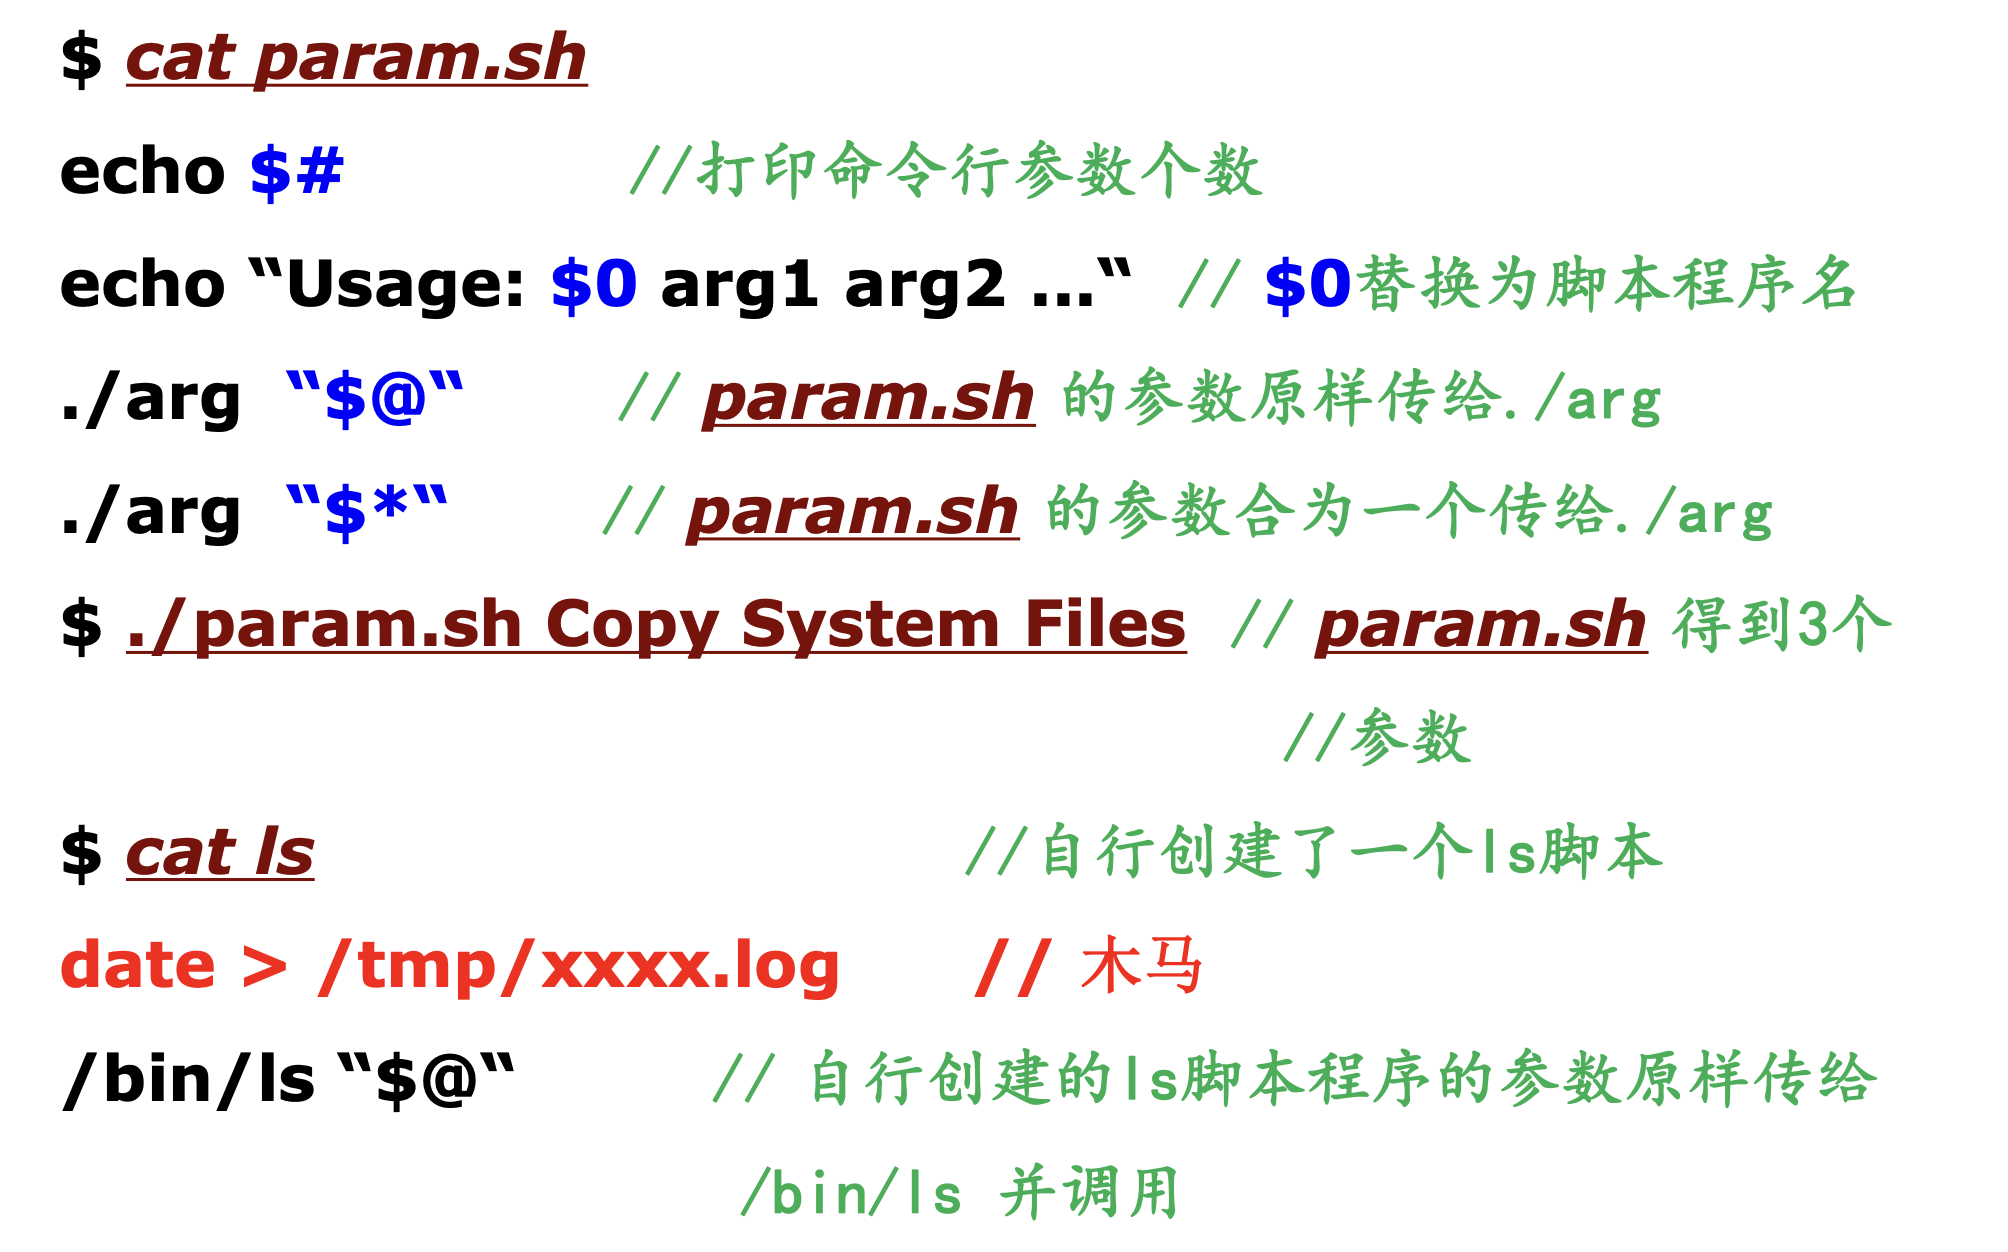 $ cat param.sh
echo $# //打印命令行参数个数
echo “Usage: $0 arg1 arg2 ...“ // $0替换为脚本程序名
./arg “$@“ // param.sh 的参数原样传给./arg
./arg “$*“ // param.sh 的参数合为一个传给./arg
$ ./param.sh Copy System Files // param.sh 得到3个
//参数
$ cat ls //自行创建了一个ls脚本
date > /tmp/xxxx.log // 木马
/bin/ls “$@“ // 自行创建的ls脚本程序的参数原样传给
/bin/ls 并调用